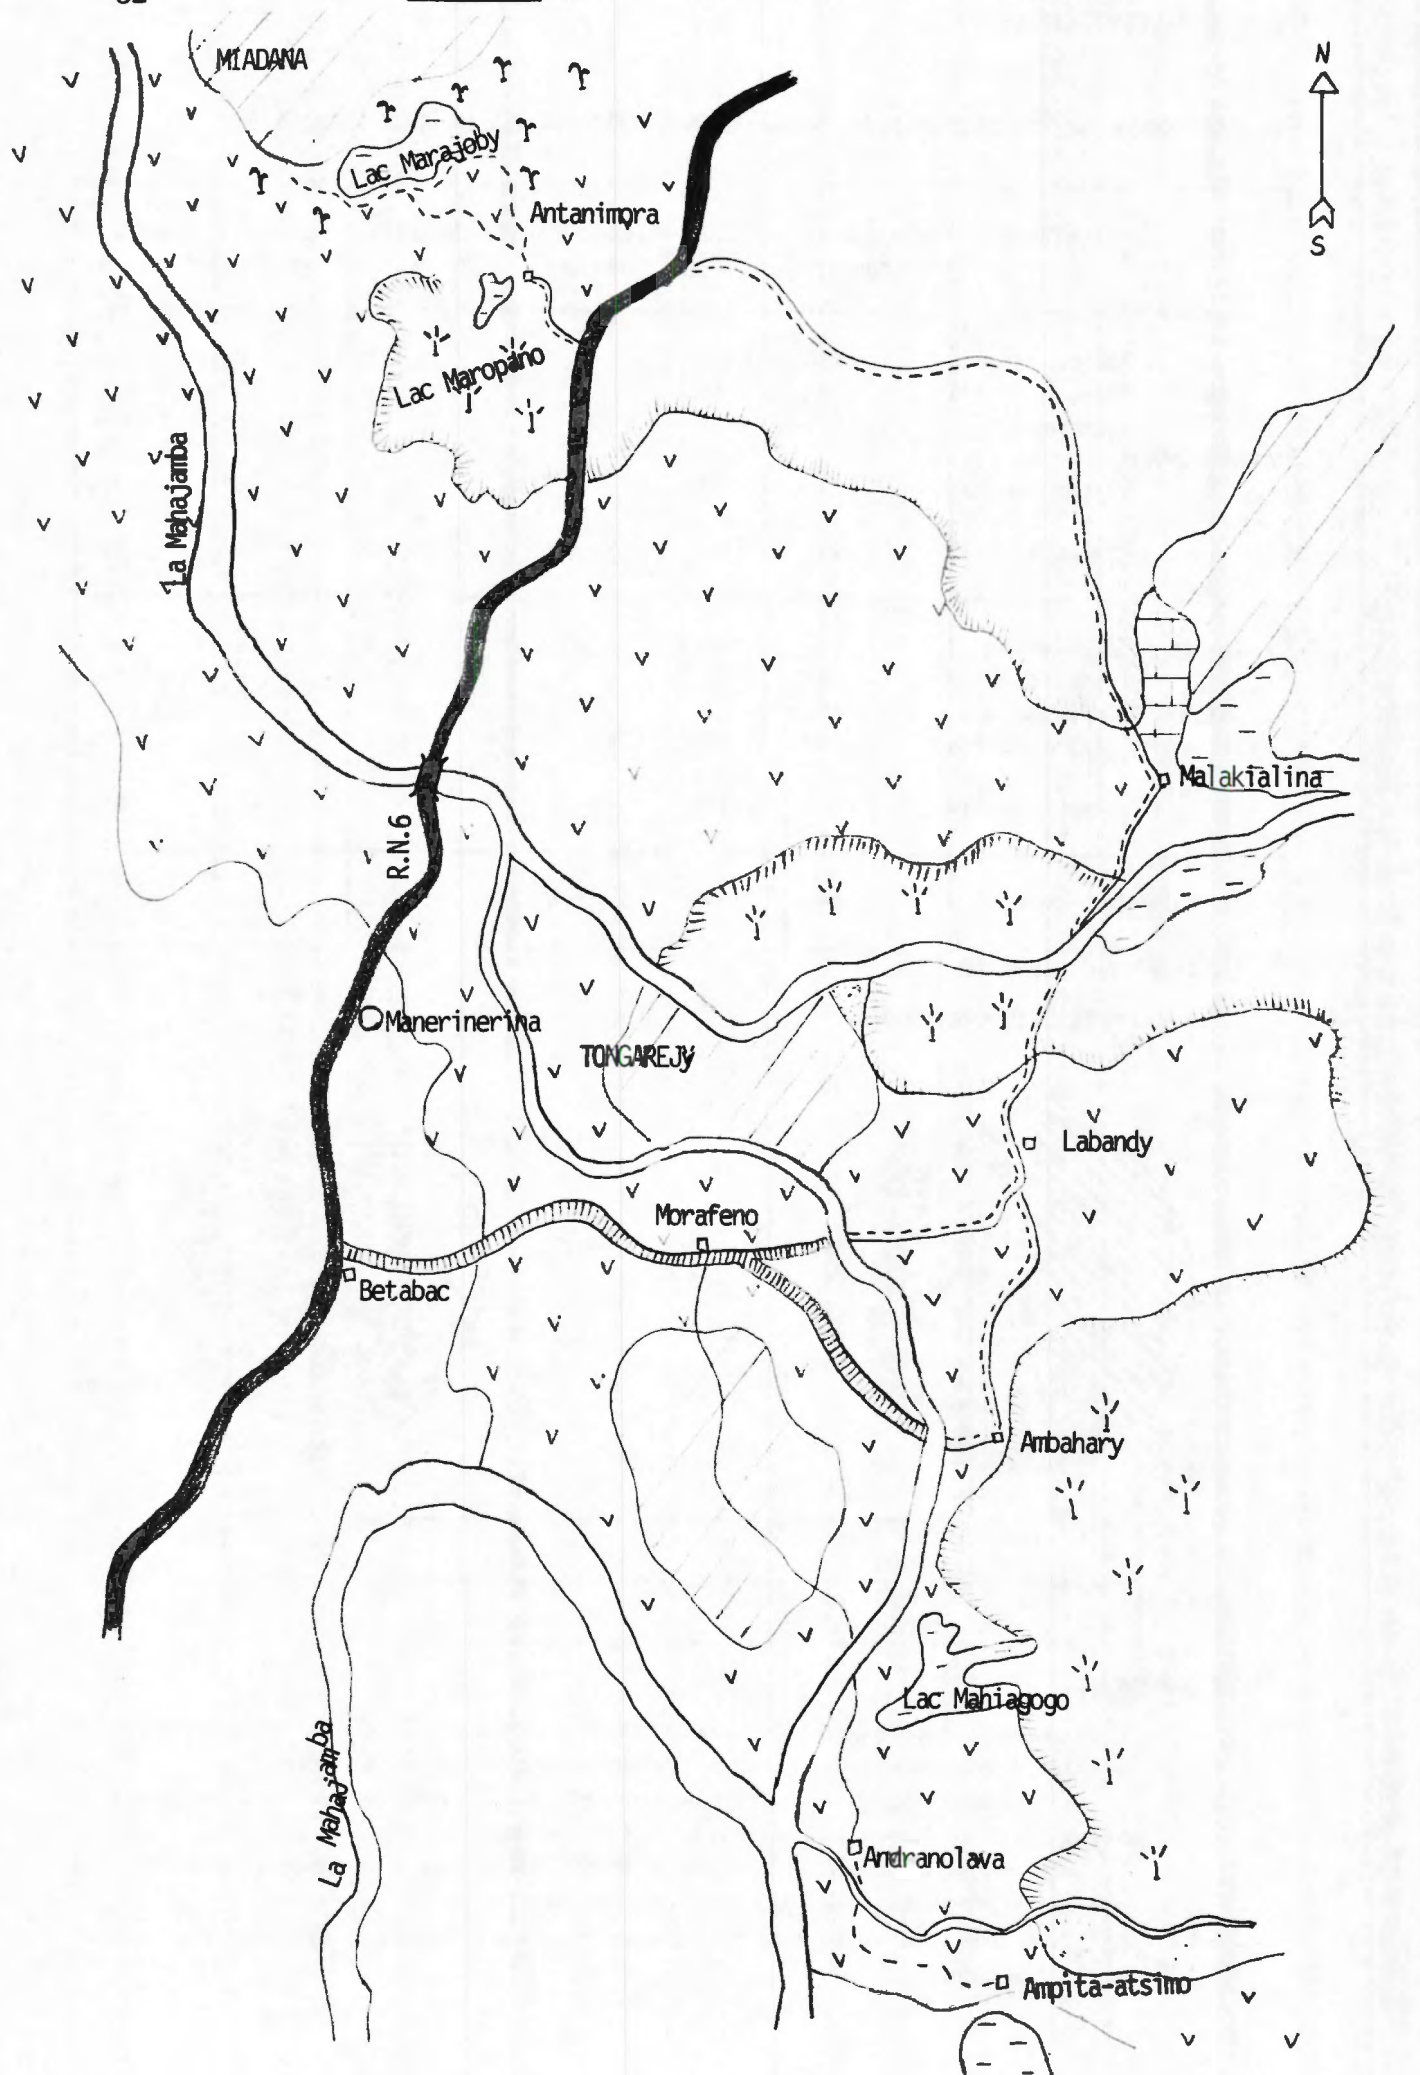 MIADANA
N
Lac Marajoby
Antanimora
S
Lac Maropano
La Mahajamba
Malakialina
R.N.6
Manerinerina
TONGAREJY
Labandy
Morafeno
Betabac
Ambahary
Lac Mahiagogo
La Mahajamba
Andranolava
Ampita-atsimo